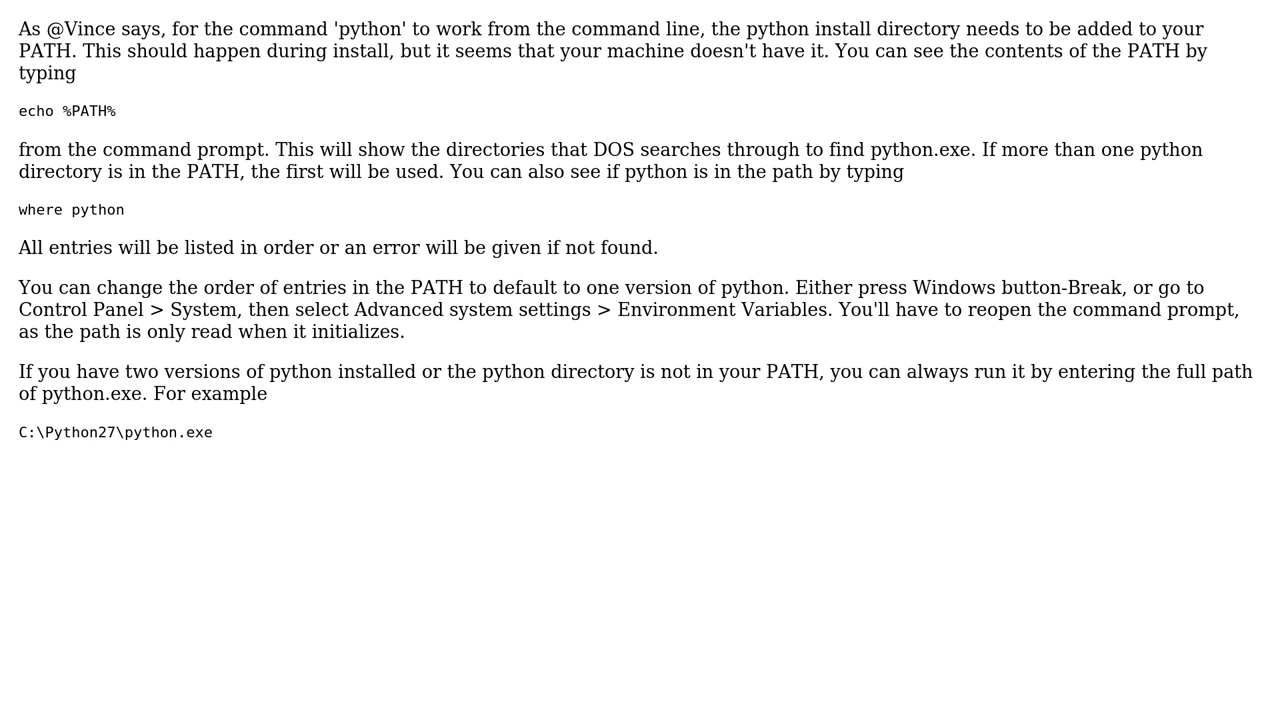 As @Vince says, for the command 'python' to work from the command line, the python install directory needs to be added to your
PATH. This should happen during install, but it seems that your machine doesn't have it. You can see the contents of the PATH by
typing
echo %PATH%
from the command prompt. This will show the directories that DOS searches through to find python.exe. If more than one python
directory is in the PATH, the first will be used. You can also see if python is in the path by typing
where python
All entries will be listed in order or an error will be given if not found.
You can change the order of entries in the PATH to default to one version of python. Either press Windows button-Break, or go to
Control Panel > System, then select Advanced system settings > Environment Variables. You'll have to reopen the command prompt,
as the path is only read when it initializes.
If you have two versions of python installed or the python directory is not in your PATH, you can always run it by entering the full path
of python.exe. For example
C:\Python27\python.exe